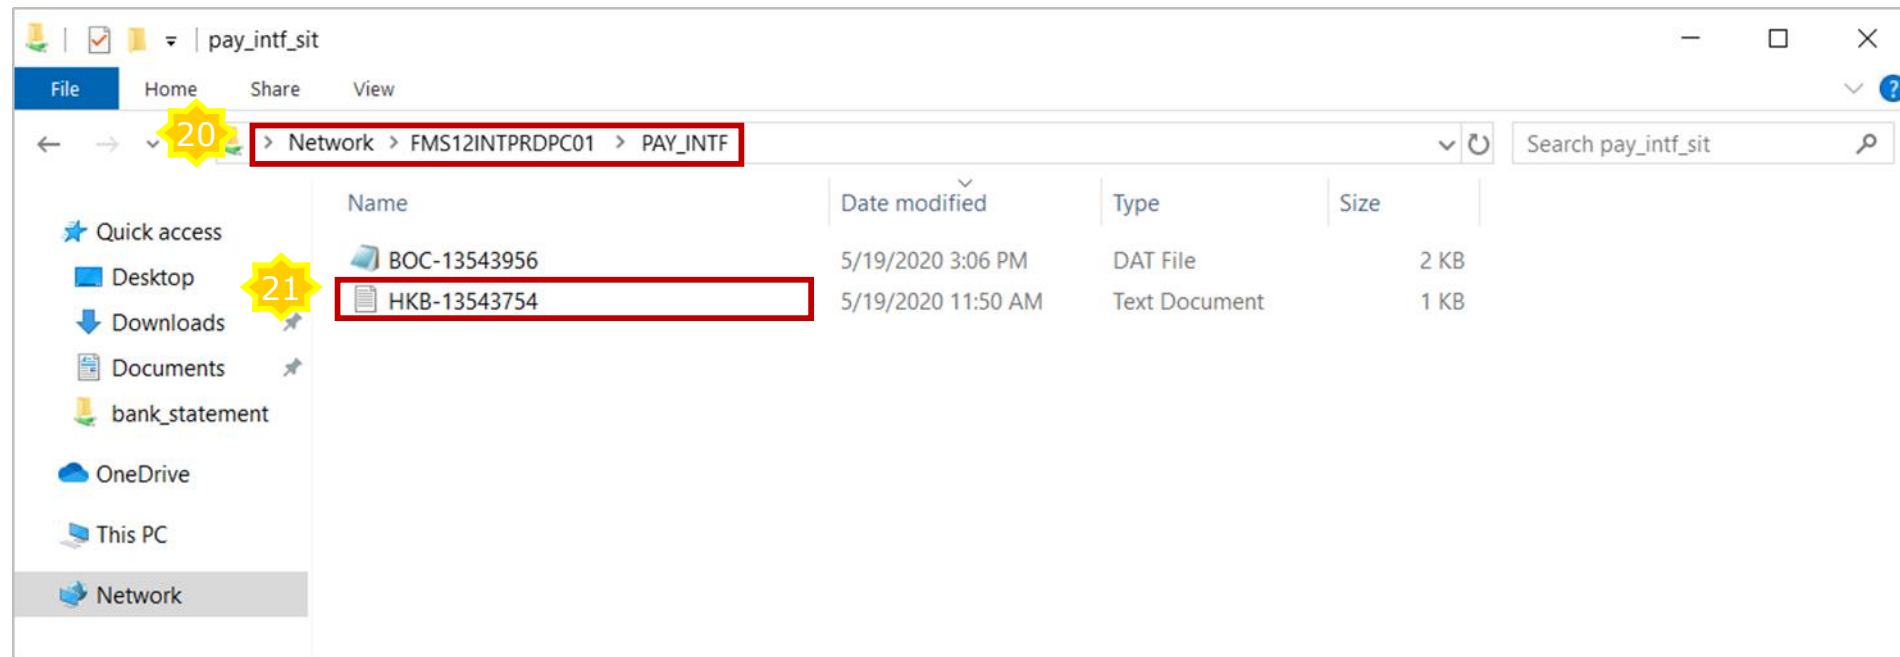 pay_intf_sit
File Home Share View
20 > Network > FMS12INTPRDPC01 > PAY_INTF Search pay_intf_sit
Name Date modified Type Size
Quick access
BOC-13543956 5/19/2020 3:06 PM DAT File 2 KB
Desktop
21 HKB-13543754 5/19/2020 11:50 AM Text Document 1 KB
Downloads
Documents
bank_statement
OneDrive
This PC
Network